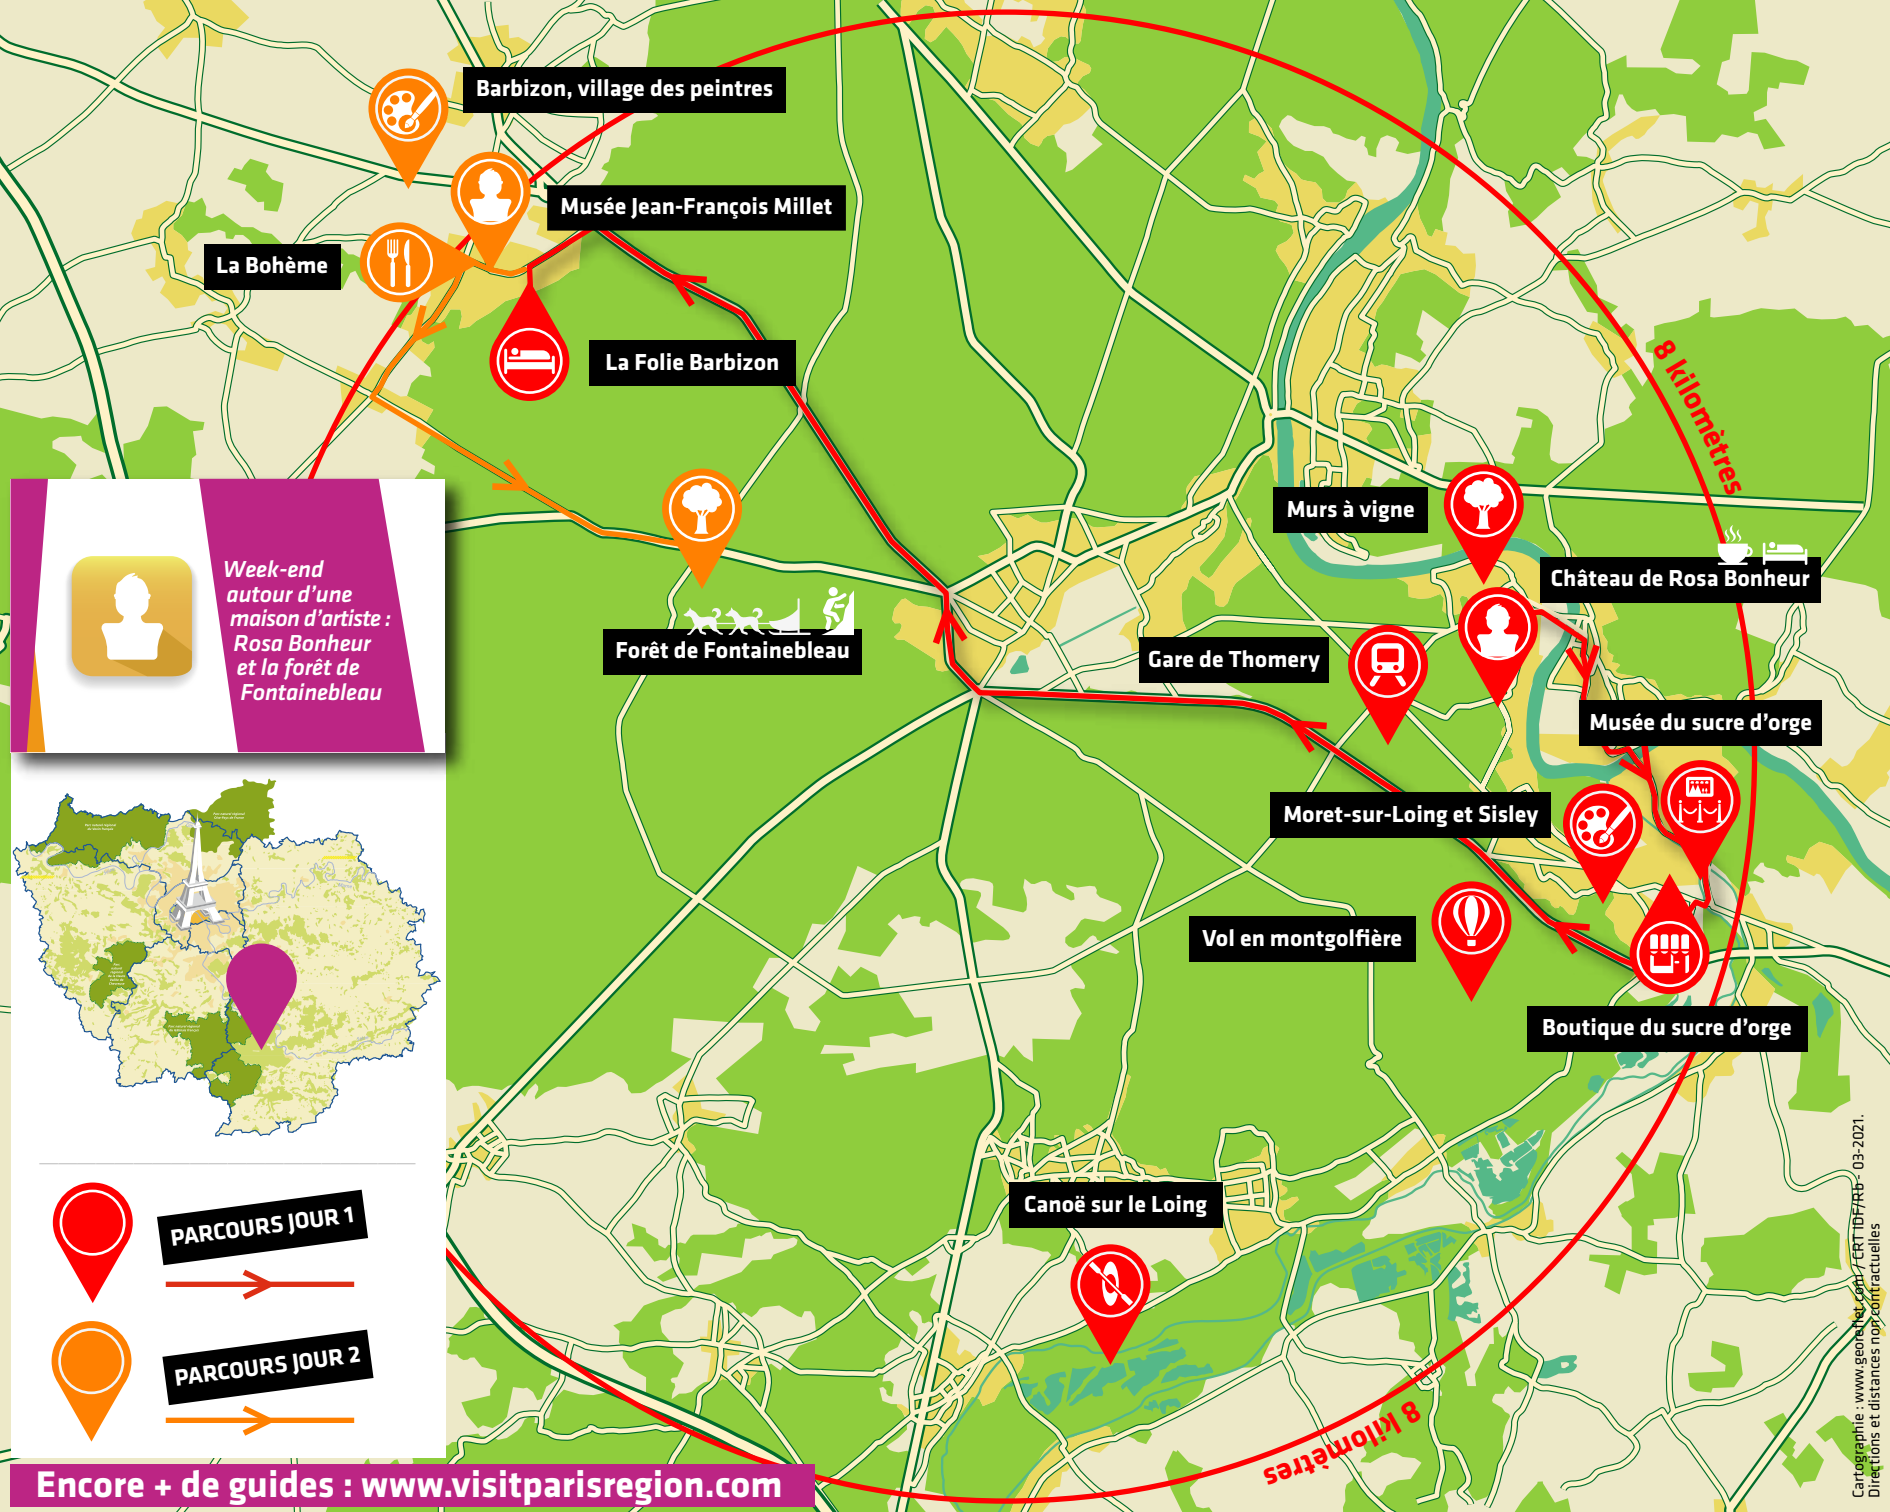 Barbizon, village des peintres
Musée Jean-François Millet
La Bohème
La Folie Barbizon
8 kilomètres
Murs à vigne
Château de Rosa Bonheur
Week-end
autour d'une
maison d'artiste :
Rosa Bonheur
et la forêt de
Fontainebleau
Forêt de Fontainebleau
Gare de Thomery
Musée du sucre d'orge
Moret-sur-Loing et Sisley
Vol en montgolfière
Boutique du sucre d'orge
Canoë sur le Loing
PARCOURS JOUR 1
PARCOURS JOUR 2
8 kilomètres
Encore + de guides : www.visitparisregion.com
Cartographie : www.georeflet.com / CRT IDF/Rb - 03-2021.
Directions et distances non contractuelles